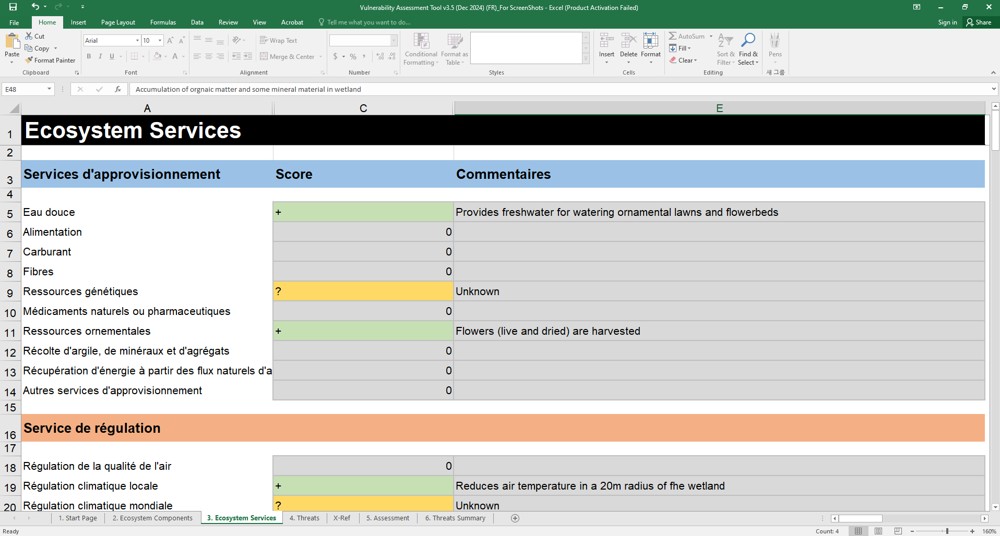 Vulnerability Assessment Tool v3.5 (Dec 2024) (FR)_For ScreenShots - Excel (Product Activation Failed)
File Home Insert Page Layout Formulas Data Review View Acrobat Tell me what you want to do... Sign in Share
Cut
Copy
Format Painter
Paste
Clipboard
Arial 10 A A
B I U A
Font
Wrap Text
Merge & Center
Alignment
$ % ,
Number
Conditional Formatting
Format as Table
Styles
Insert Delete Format
Cells
AutoSum
Fill
Clear
Sort & Filter
Find & Select
Editing
Pens
새 그룹
E48 fx Accumulation of orgnaic matter and some mineral material in wetland
A C E
1 Ecosystem Services
2
3 Services d'approvisionnement Score Commentaires
4
5 Eau douce + Provides freshwater for watering ornamental lawns and flowerbeds
6 Alimentation 0
7 Carburant 0
8 Fibres 0
9 Ressources génétiques ? Unknown
10 Médicaments naturels ou pharmaceutiques 0
11 Ressources ornementales + Flowers (live and dried) are harvested
12 Récolte d'argile, de minéraux et d'agrégats 0
13 Récupération d'énergie à partir des flux naturels d'a 0
14 Autres services d'approvisionnement 0
15
16 Service de régulation
17
18 Régulation de la qualité de l'air 0
19 Régulation climatique locale + Reduces air temperature in a 20m radius of fhe wetland
20 Régulation climatique mondiale ? Unknown
1. Start Page 2. Ecosystem Components 3. Ecosystem Services 4. Threats X-Ref 5. Assessment 6. Threats Summary
Ready Count: 4 160%